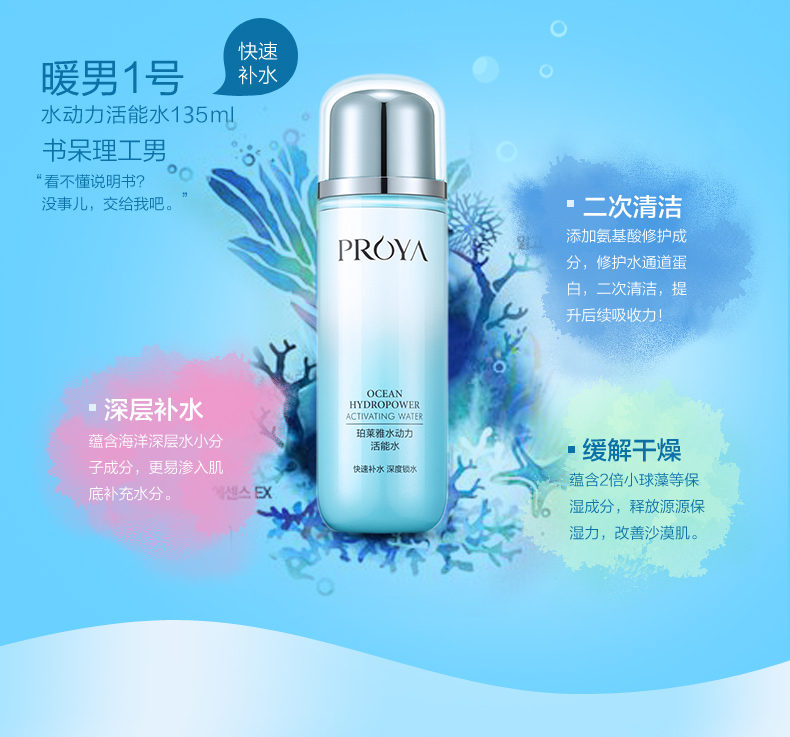 快速
补水
暖男1号
水动力活能水135ml
书呆理工男
“看不懂说明书？
没事儿，交给我吧。”
PROYA
OCEAN
HYDROPOWER
ACTIVATING WATER
珀莱雅水动力
活能水
快速补水 深度锁水
二次清洁
添加氨基酸修护成
分，修护水通道蛋
白，二次清洁，提
升后续吸收力！
深层补水
蕴含海洋深层水小分
子成分，更易渗入肌
底补充水分。
缓解干燥
蕴含2倍小球藻等保
湿成分，释放源源保
湿力，改善沙漠肌。
에센스 EX